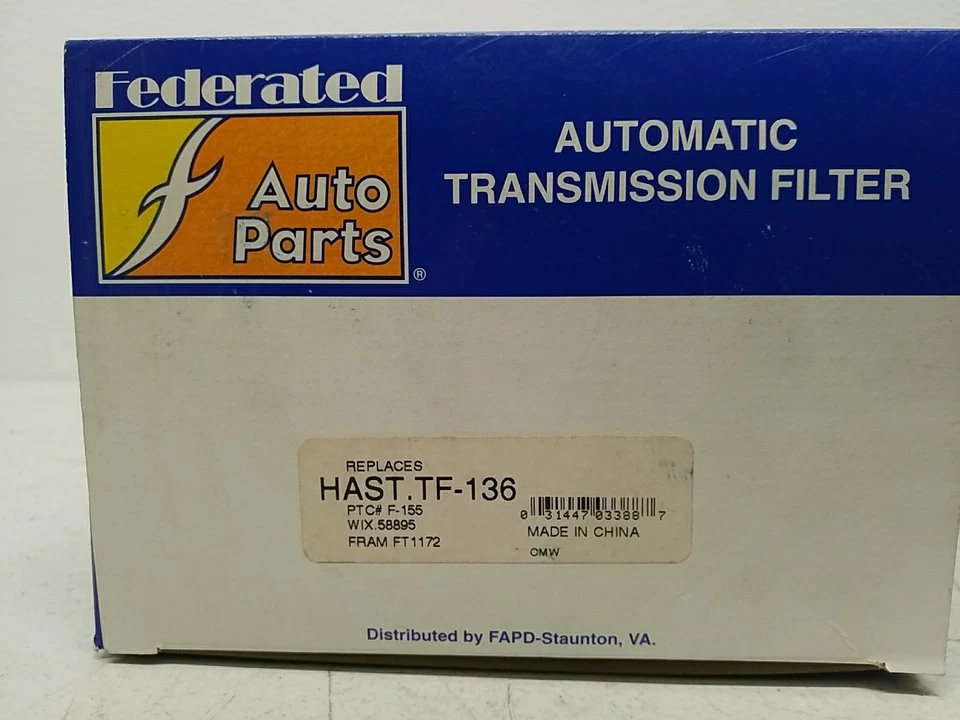 Federated
Auto
Parts
®
AUTOMATIC
TRANSMISSION FILTER
REPLACES
HAST.TF-136
PTC# F-155
WIX.58895
FRAM FT1172
0 31447 03388 7
MADE IN CHINA
CMW
Distributed by FAPD-Staunton, VA.